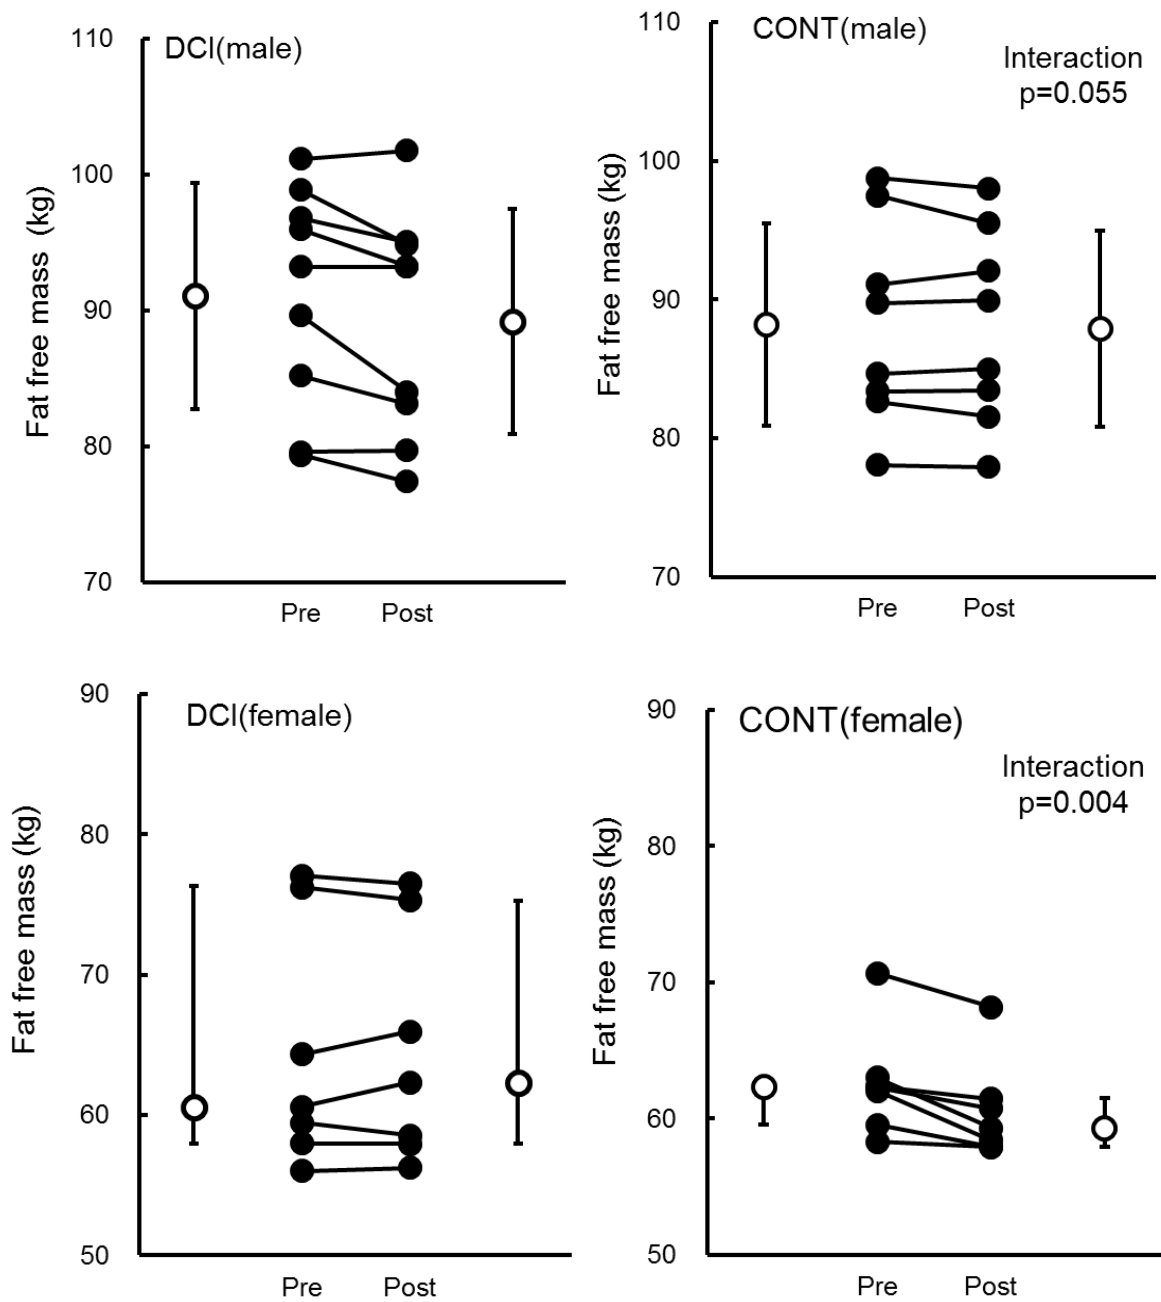 DCI(male)
Fat free mass (kg)
110
100
90
80
70
Pre Post
CONT(male)
Interaction
p=0.055
Fat free mass (kg)
110
100
90
80
70
Pre Post
DCI(female)
Fat free mass (kg)
90
80
70
60
50
Pre Post
CONT(female)
Interaction
p=0.004
Fat free mass (kg)
90
80
70
60
50
Pre Post